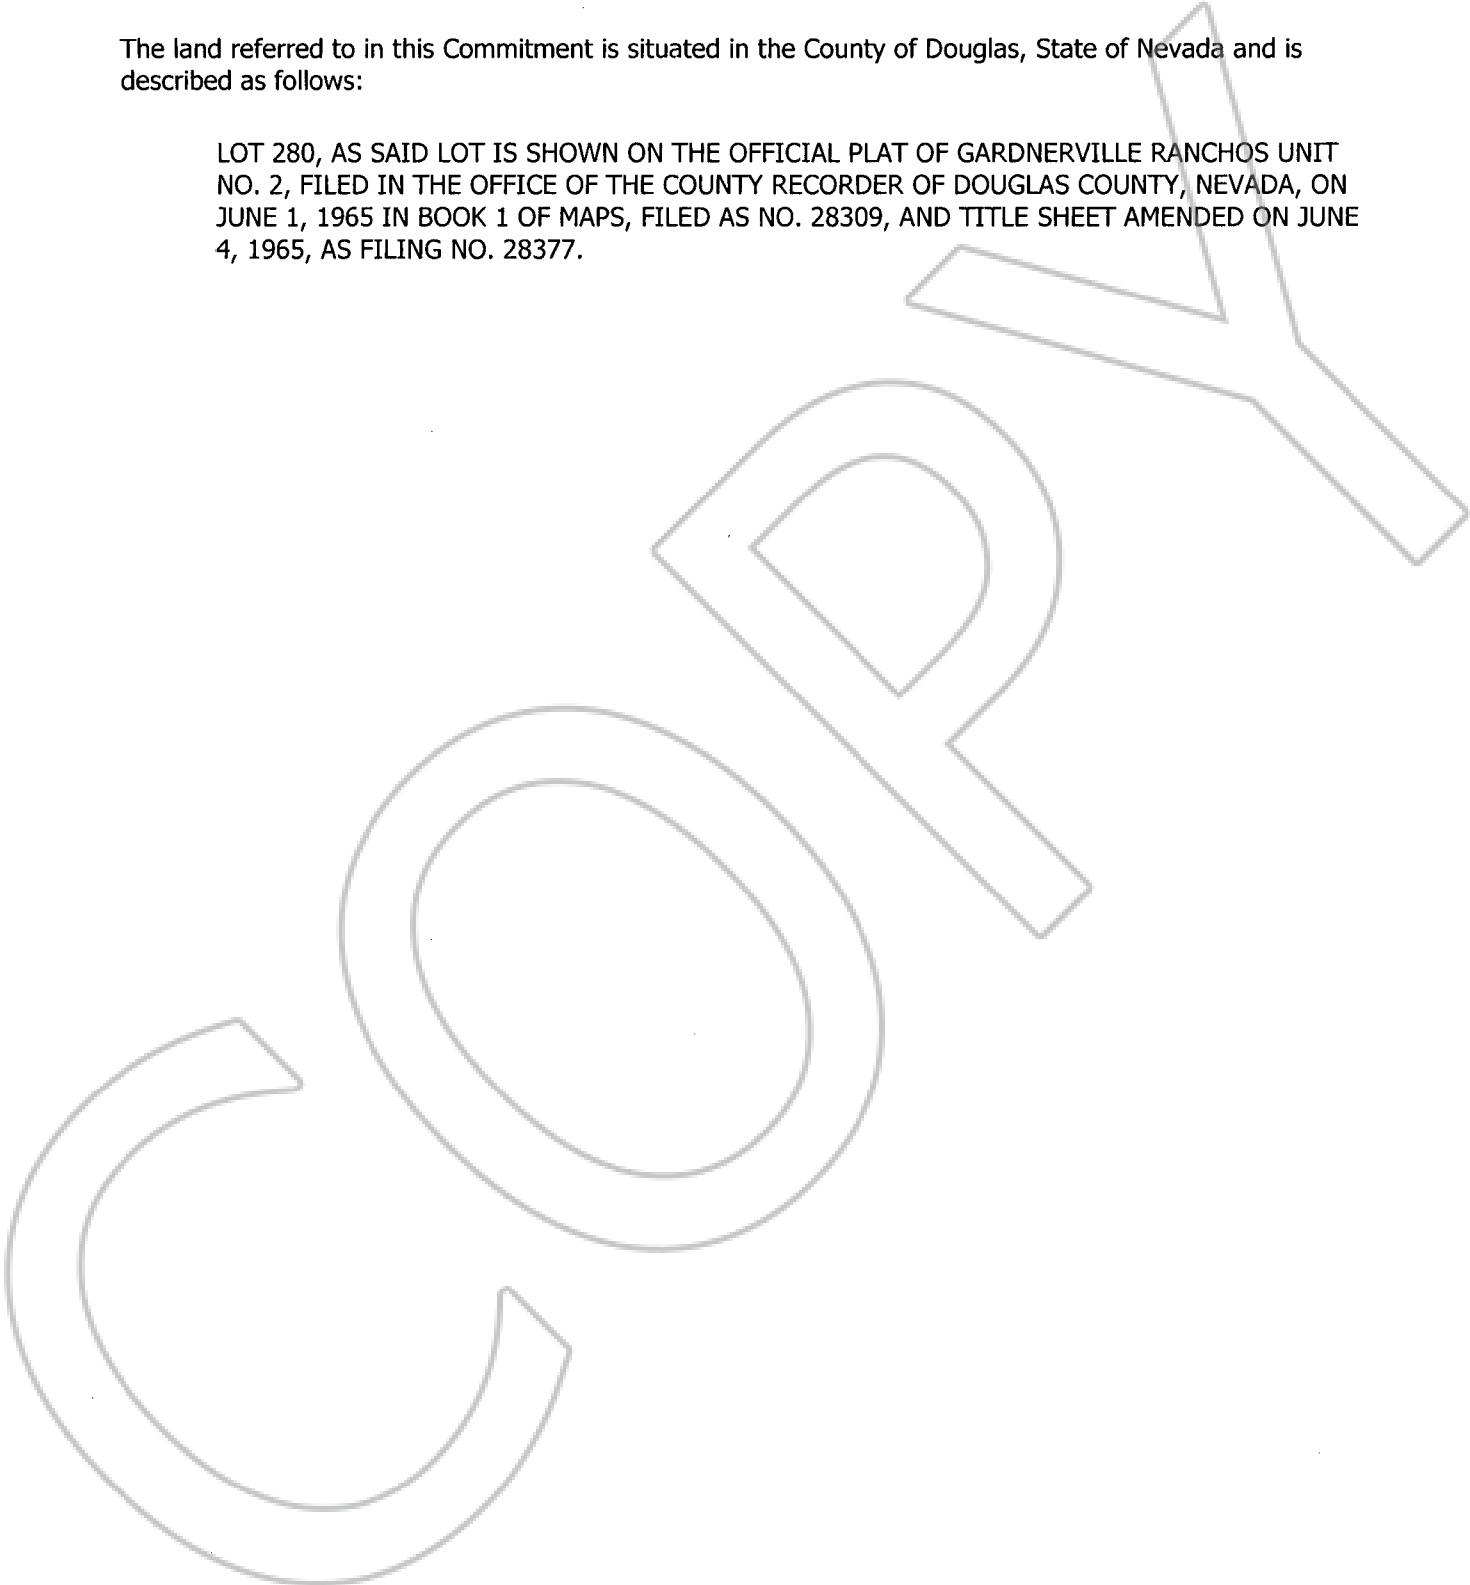 The land referred to in this Commitment is situated in the County of Douglas, State of Nevada and is
described as follows:
LOT 280, AS SAID LOT IS SHOWN ON THE OFFICIAL PLAT OF GARDNERVILLE RANCHOS UNIT
NO. 2, FILED IN THE OFFICE OF THE COUNTY RECORDER OF DOUGLAS COUNTY, NEVADA, ON
JUNE 1, 1965 IN BOOK 1 OF MAPS, FILED AS NO. 28309, AND TITLE SHEET AMENDED ON JUNE
4, 1965, AS FILING NO. 28377.
COPY